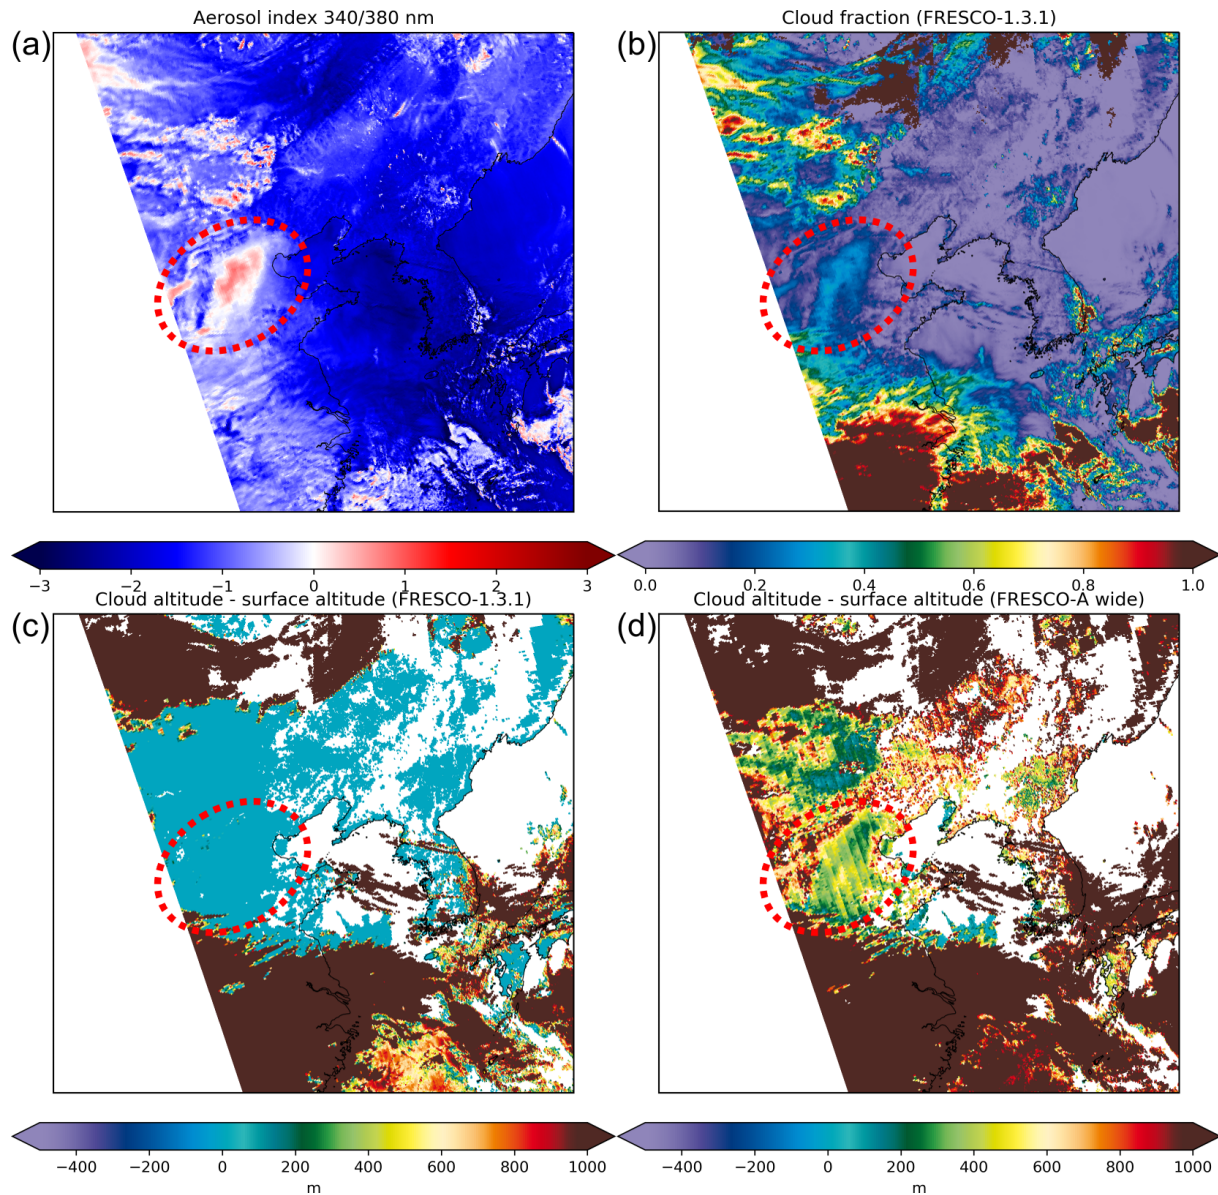 Aerosol index 340/380 nm
(a)
−3 −2 −1 0 1 2 3
Cloud fraction (FRESCO-1.3.1)
(b)
0.0 0.2 0.4 0.6 0.8 1.0
Cloud altitude - surface altitude (FRESCO-1.3.1)
(c)
−400 −200 0 200 400 600 800 1000
m
Cloud altitude - surface altitude (FRESCO-A wide)
(d)
−400 −200 0 200 400 600 800 1000
m